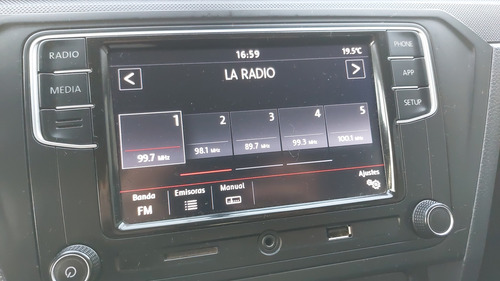 RADIO
MEDIA
16:59
19.5°C
LA RADIO
PHONE
APP
SETUP
1
99.7 MHz
2
98.1 MHz
3
89.7 MHz
4
99.3 MHz
5
100.1 MHz
Banda
FM
Emisoras
Manual
Ajustes